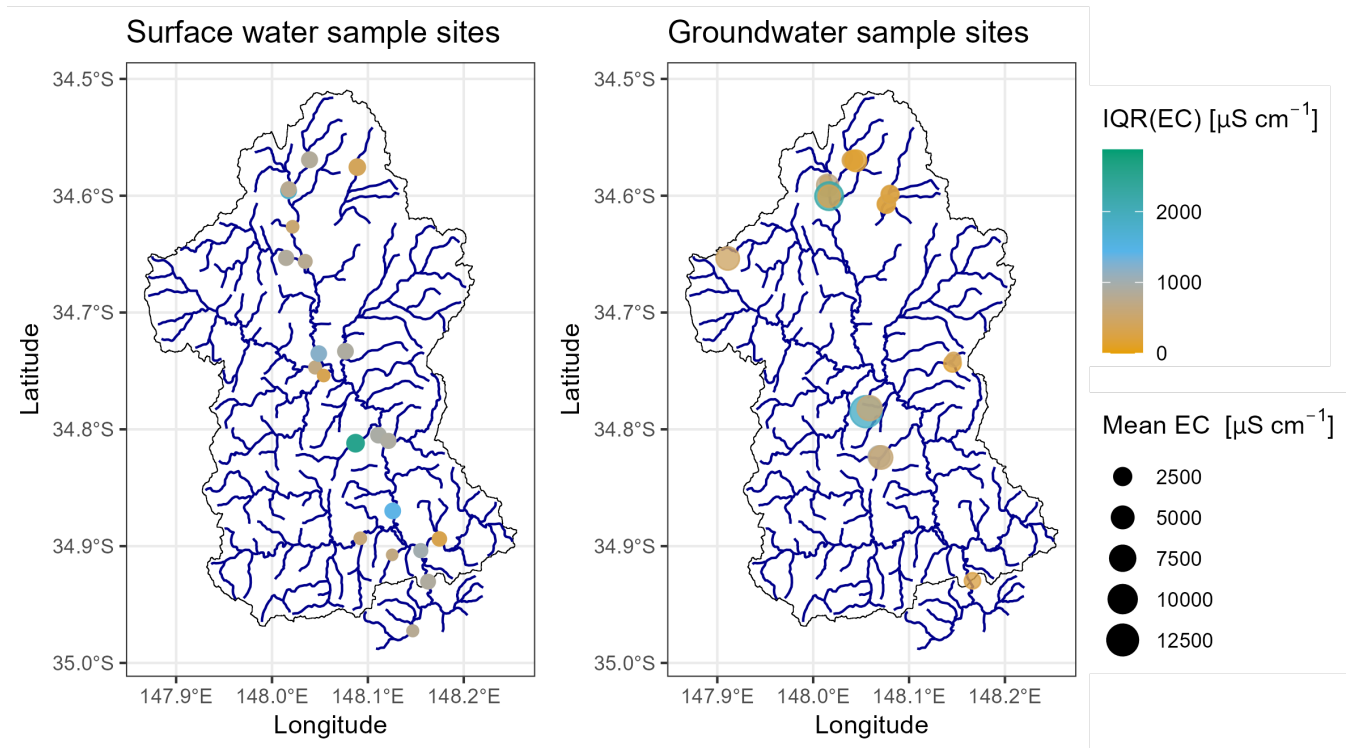 Surface water sample sites
34.5°S
34.6°S
34.7°S
34.8°S
34.9°S
35.0°S
Latitude
147.9°E 148.0°E 148.1°E 148.2°E
Longitude
Groundwater sample sites
34.5°S
34.6°S
34.7°S
34.8°S
34.9°S
35.0°S
Latitude
147.9°E 148.0°E 148.1°E 148.2°E
Longitude
IQR(EC) [µS cm⁻¹]
2000
1000
0
Mean EC [µS cm⁻¹]
2500
5000
7500
10000
12500